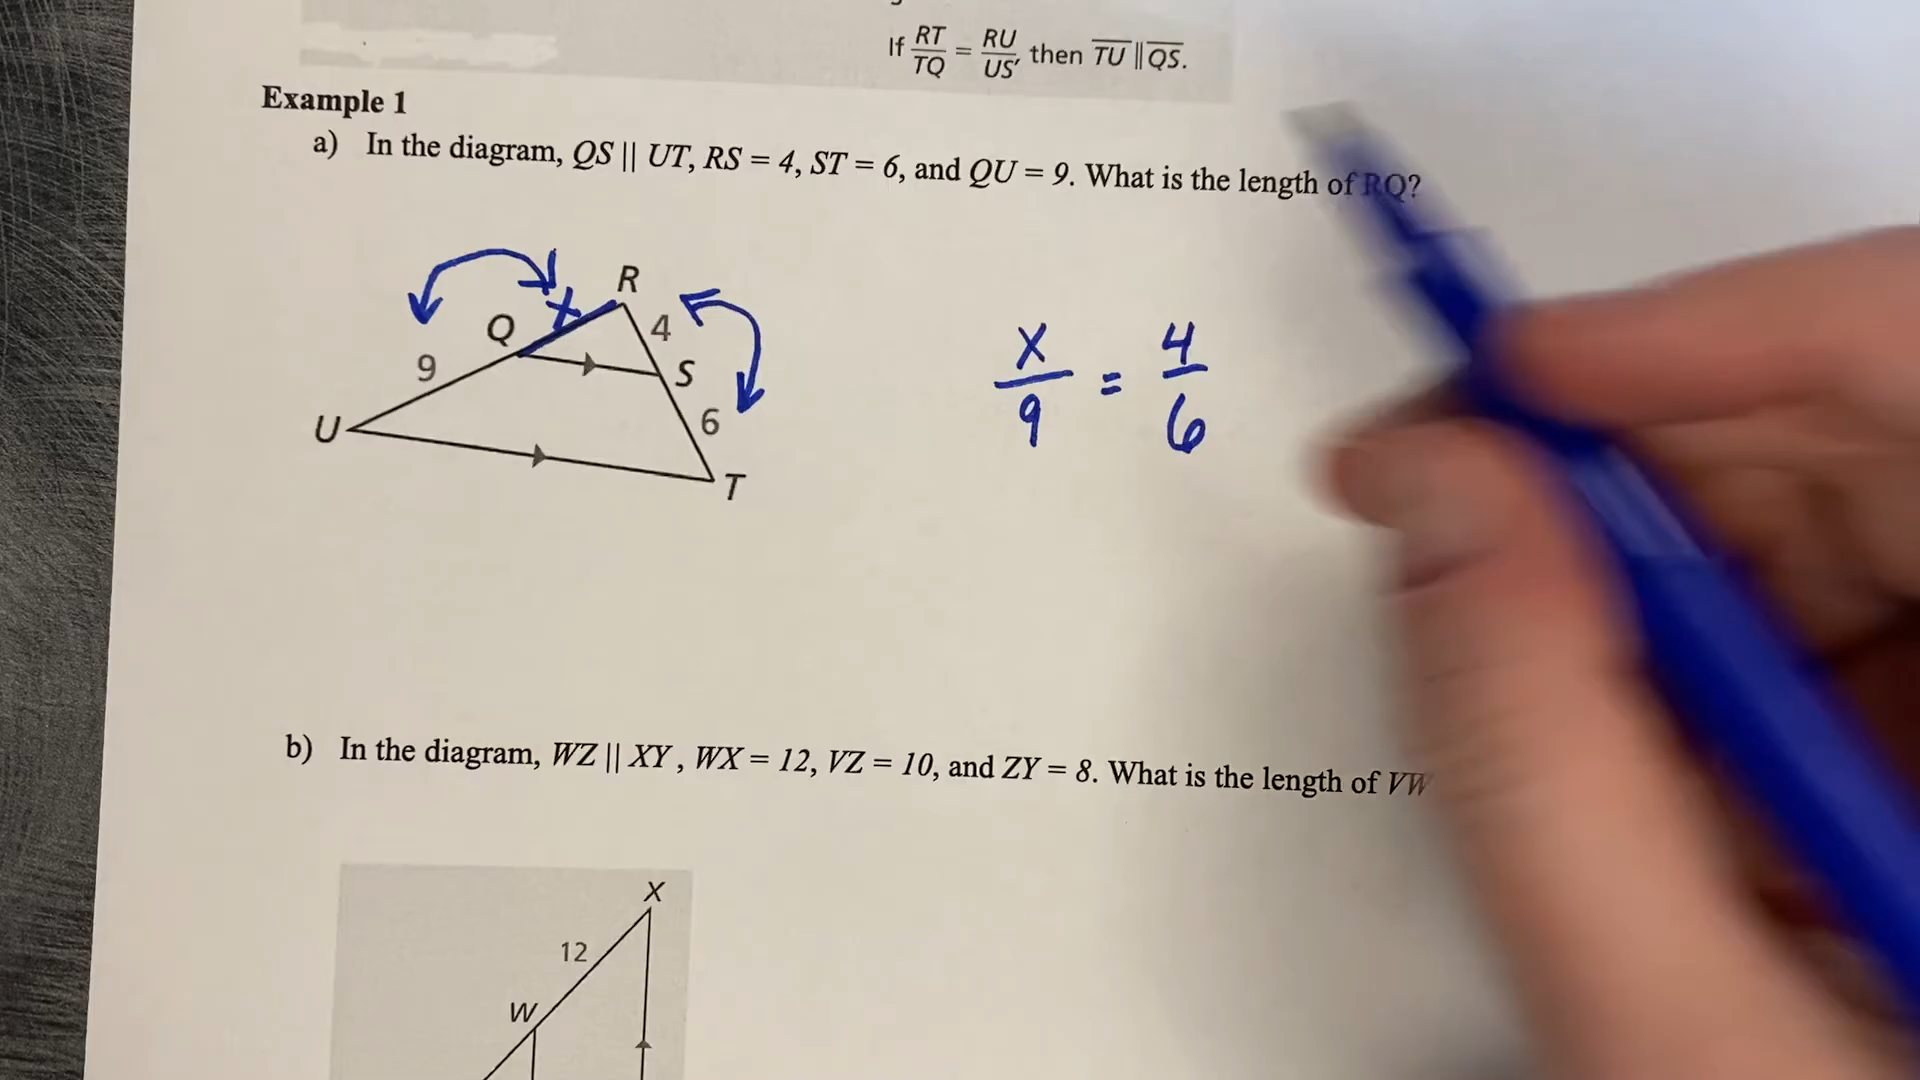 If RT/TQ = RU/US, then TU || QS.
Example 1
a) In the diagram, QS || UT, RS = 4, ST = 6, and QU = 9. What is the length of RQ?
R
x
Q
4
9
S
6
U
T
x/9 = 4/6
b) In the diagram, WZ || XY, WX = 12, VZ = 10, and ZY = 8. What is the length of VW
X
12
W